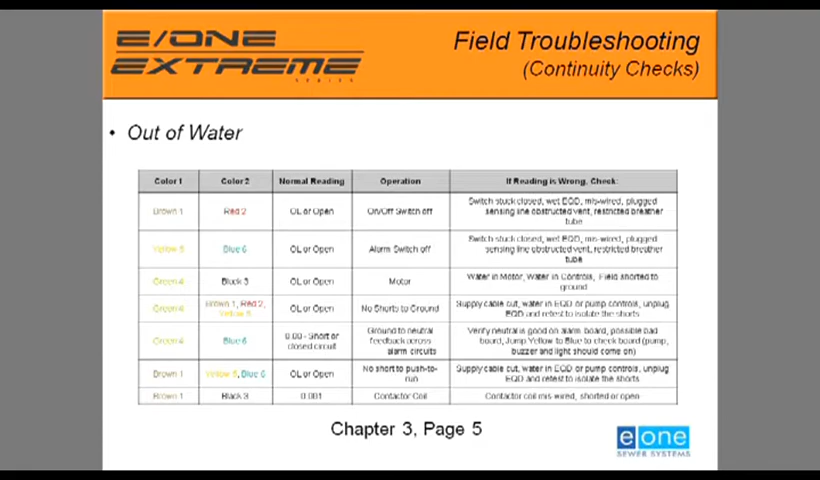 E/ONE
EXTREME
SERIES
Field Troubleshooting
(Continuity Checks)
• Out of Water
Color 1 Color 2 Normal Reading Operation If Reading is Wrong, Check:
Brown 1 Red 2 OL or Open On/Off Switch off Switch stuck closed, wet EQD, mis-wired, plugged
sensing line obstructed vent, restricted breather
tube
Yellow 5 Blue 6 OL or Open Alarm Switch off Switch stuck closed, wet EQD, mis-wired, plugged
sensing line obstructed vent, restricted breather
tube
Green 4 Black 3 OL or Open Motor Water in Motor, Water in Controls, Field shorted to
ground
Green 4 Brown 1, Red 2,
Yellow 5 OL or Open No Shorts to Ground Supply cable cut, water in EQD or pump controls, unplug
EQD and retest to isolate the shorts
Green 4 Blue 6 0.00 - Short or
closed circuit Ground to neutral
feedback across
alarm circuits Verify neutral is good on alarm board, possible bad
board, Jump Yellow to Blue to check board (pump,
buzzer and light should come on)
Brown 1 Yellow 5, Blue 6 OL or Open No short to push-to-
run Supply cable cut, water in EQD or pump controls, unplug
EQD and retest to isolate the shorts
Brown 1 Black 3 0.001 Contactor Coil Contactor coil mis-wired, shorted or open
Chapter 3, Page 5
e one
SEWER SYSTEMS